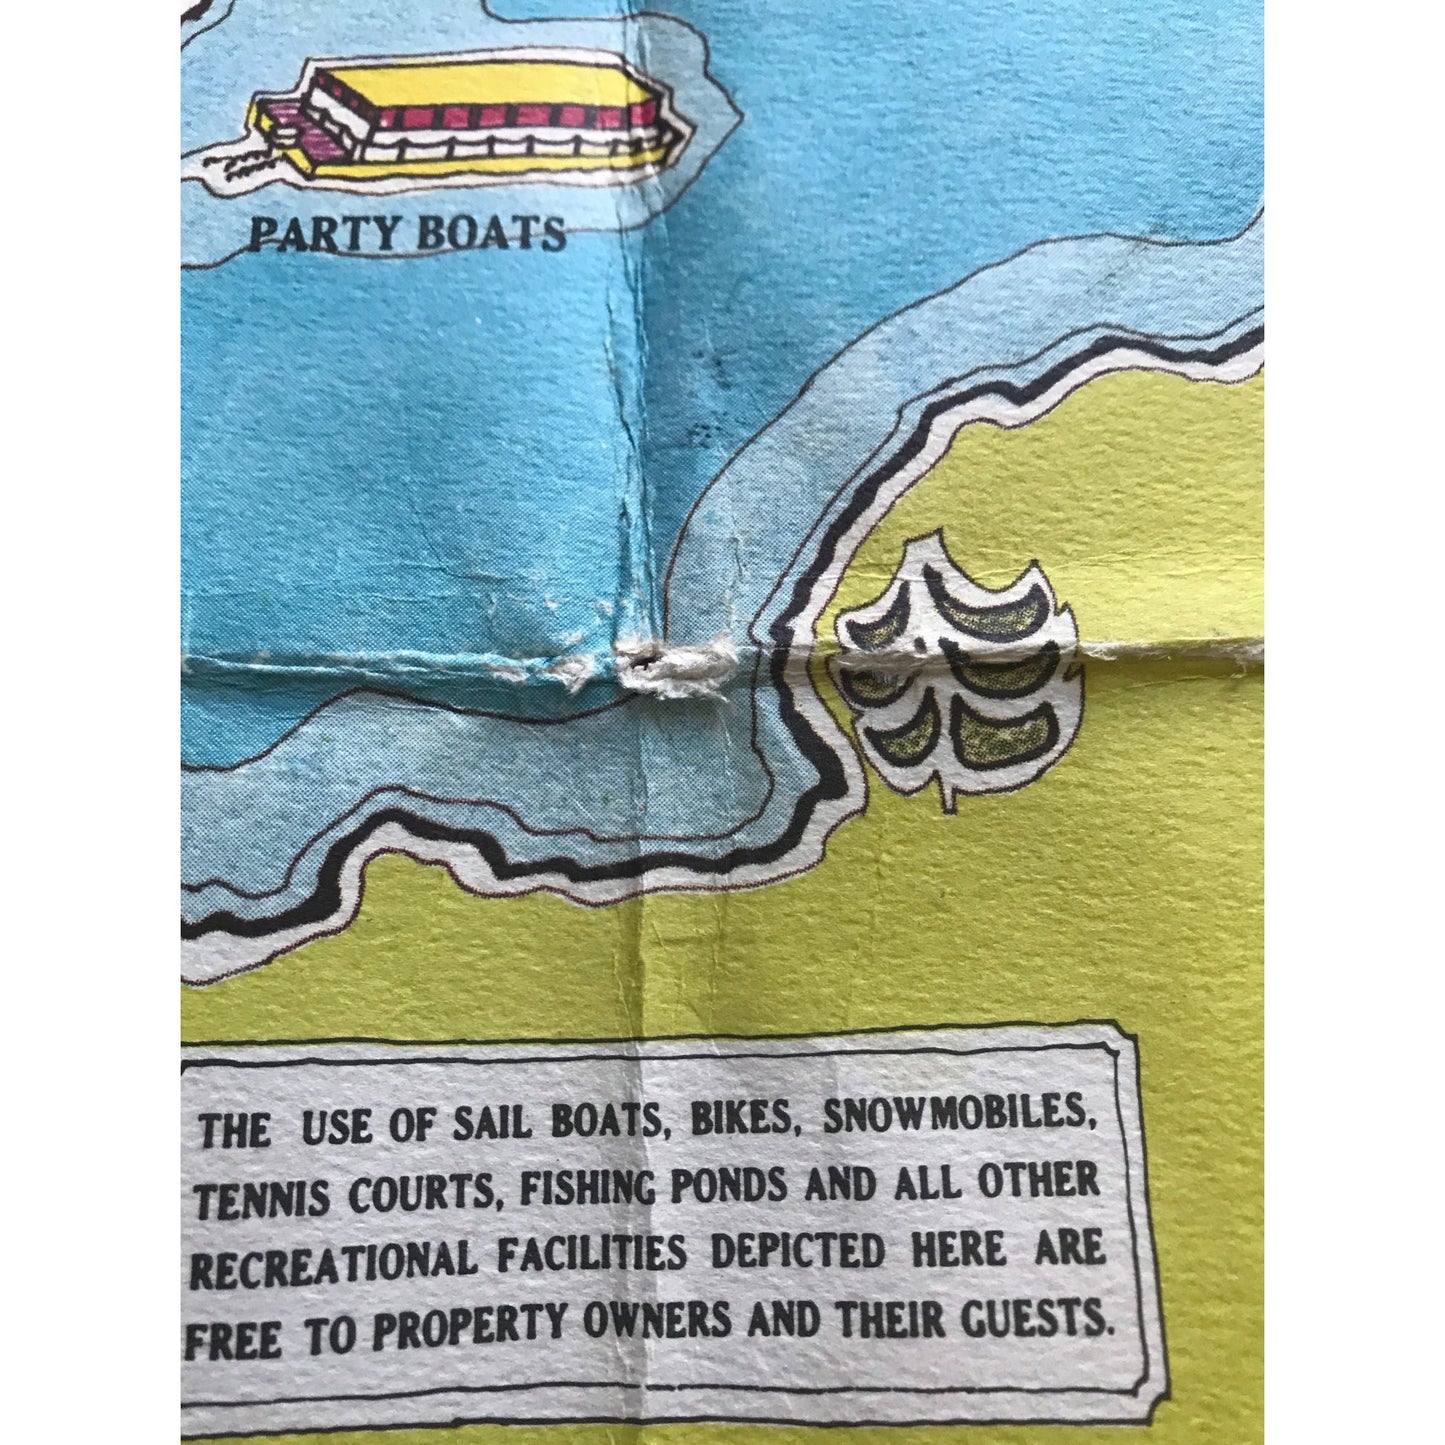 PARTY BOATS
THE USE OF SAIL BOATS, BIKES, SNOWMOBILES,
TENNIS COURTS, FISHING PONDS AND ALL OTHER
RECREATIONAL FACILITIES DEPICTED HERE ARE
FREE TO PROPERTY OWNERS AND THEIR GUESTS.